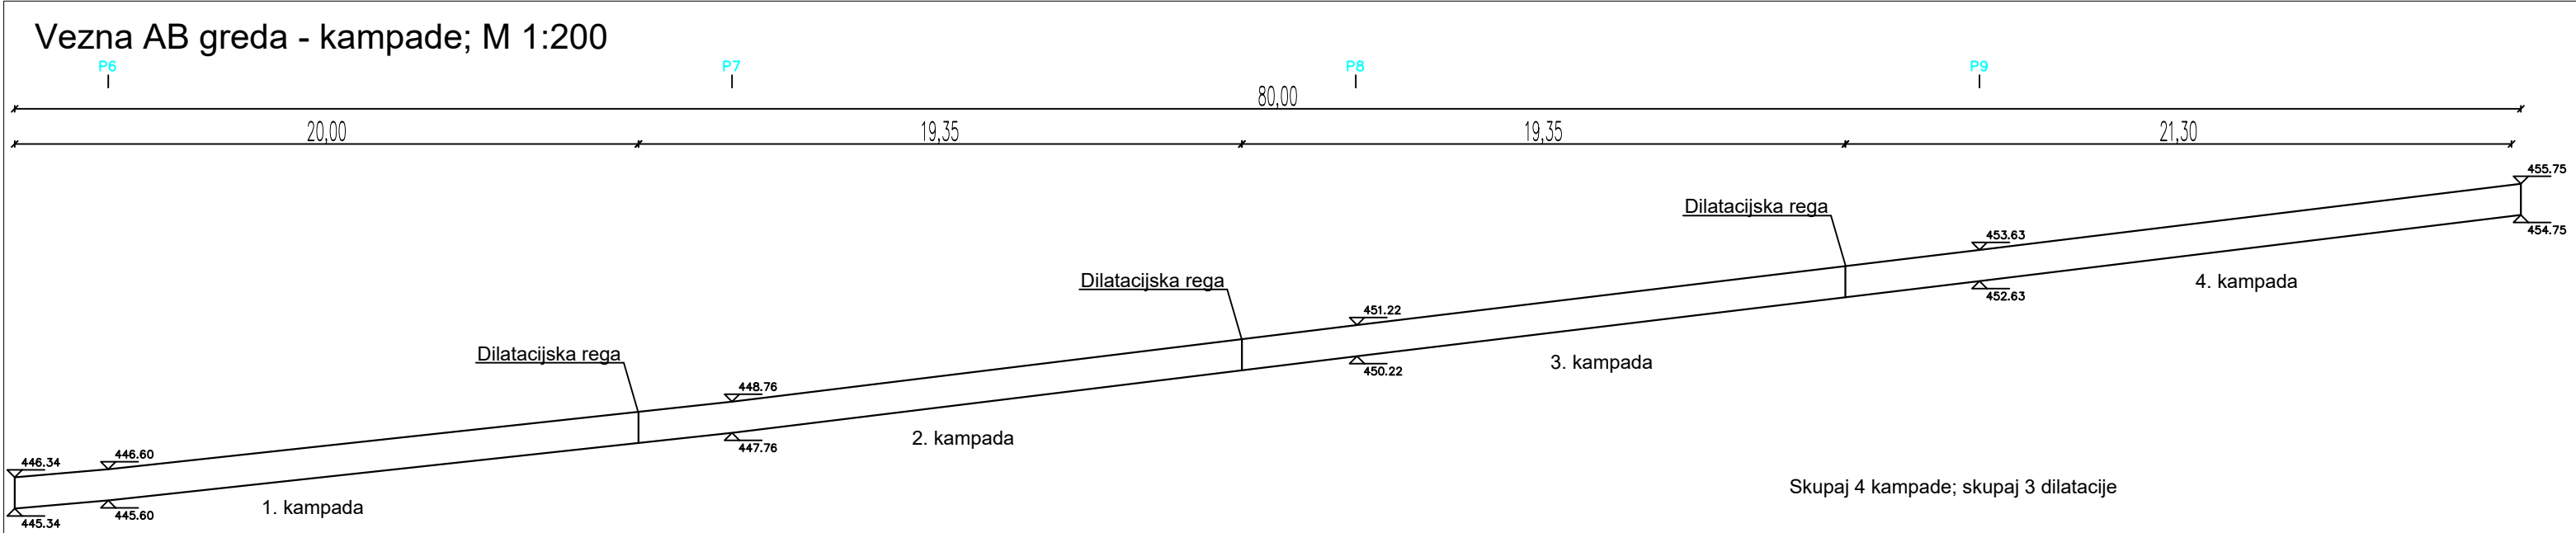 Vezna AB greda - kampade; M 1:200
P6
P7
P8
P9
80,00
20,00
19,35
19,35
21,30
455.75
454.75
Dilatacijska rega
453.63
452.63
4. kampada
Dilatacijska rega
451.22
450.22
3. kampada
Dilatacijska rega
448.76
447.76
2. kampada
446.34
446.60
445.34
445.60
1. kampada
Skupaj 4 kampade; skupaj 3 dilatacije